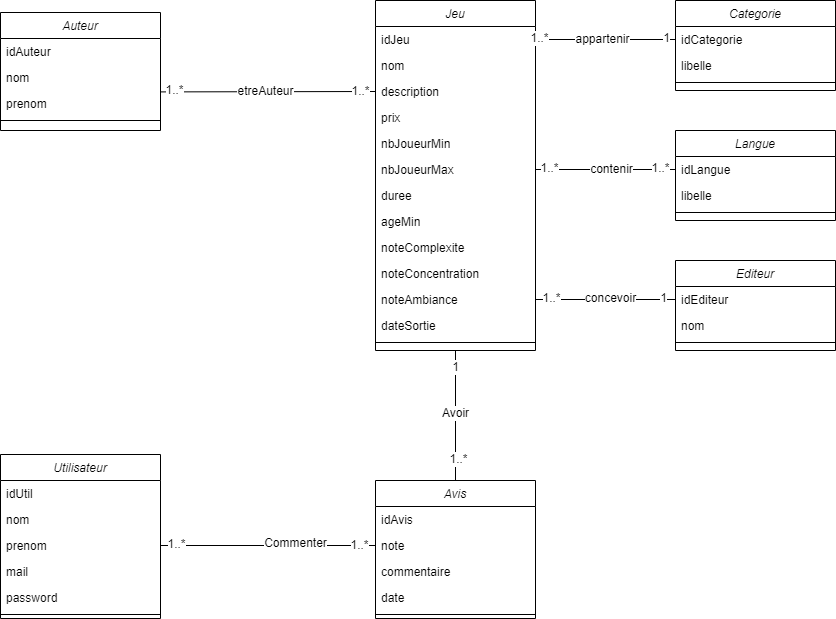 Auteur
idAuteur
nom
prenom
1..* etreAuteur 1..*
Jeu
idJeu
nom
description
prix
nbJoueurMin
nbJoueurMax
duree
ageMin
noteComplexite
noteConcentration
noteAmbiance
dateSortie
1..* appartenir 1
Categorie
idCategorie
libelle
1..* contenir 1..*
Langue
idLangue
libelle
1..* concevoir 1
Editeur
idEditeur
nom
1
Avoir
1..*
Utilisateur
idUtil
nom
prenom
mail
password
1..* Commenter 1..*
Avis
idAvis
note
commentaire
date